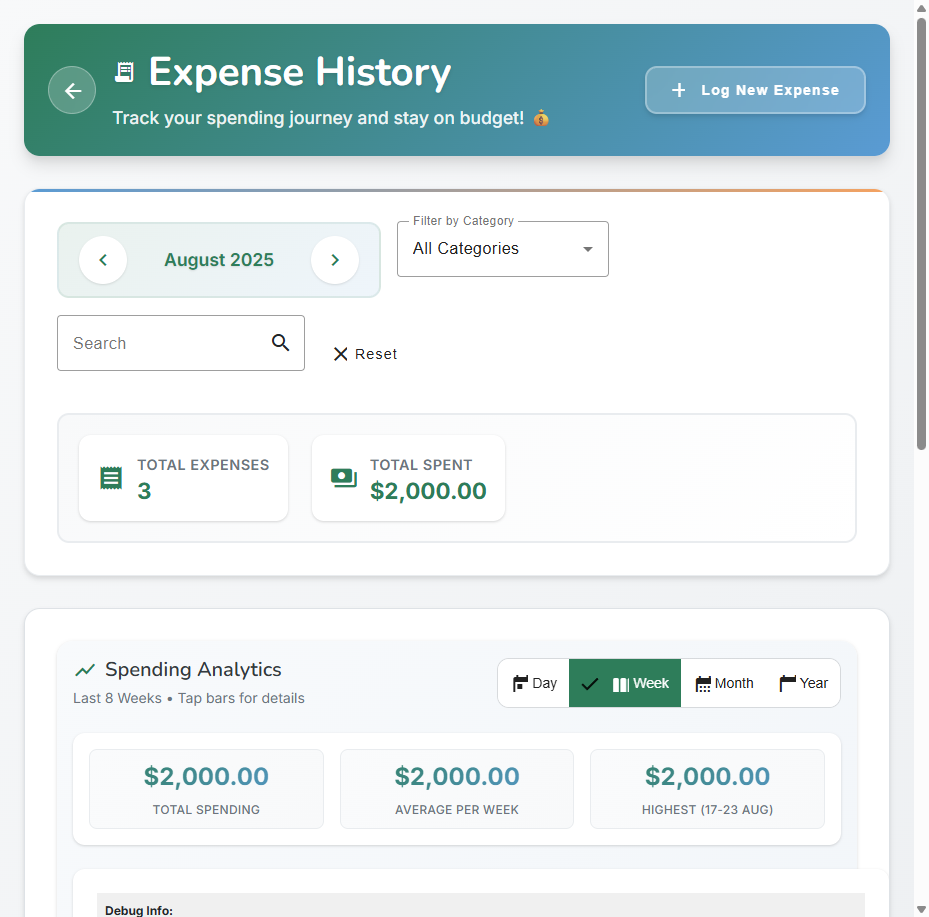 Expense History
Track your spending journey and stay on budget! 💰
+ Log New Expense
August 2025
Filter by Category
All Categories
Search
Reset
TOTAL EXPENSES
3
TOTAL SPENT
$2,000.00
Spending Analytics
Last 8 Weeks • Tap bars for details
Day
Week
Month
Year
$2,000.00
TOTAL SPENDING
$2,000.00
AVERAGE PER WEEK
$2,000.00
HIGHEST (17-23 AUG)
Debug Info: